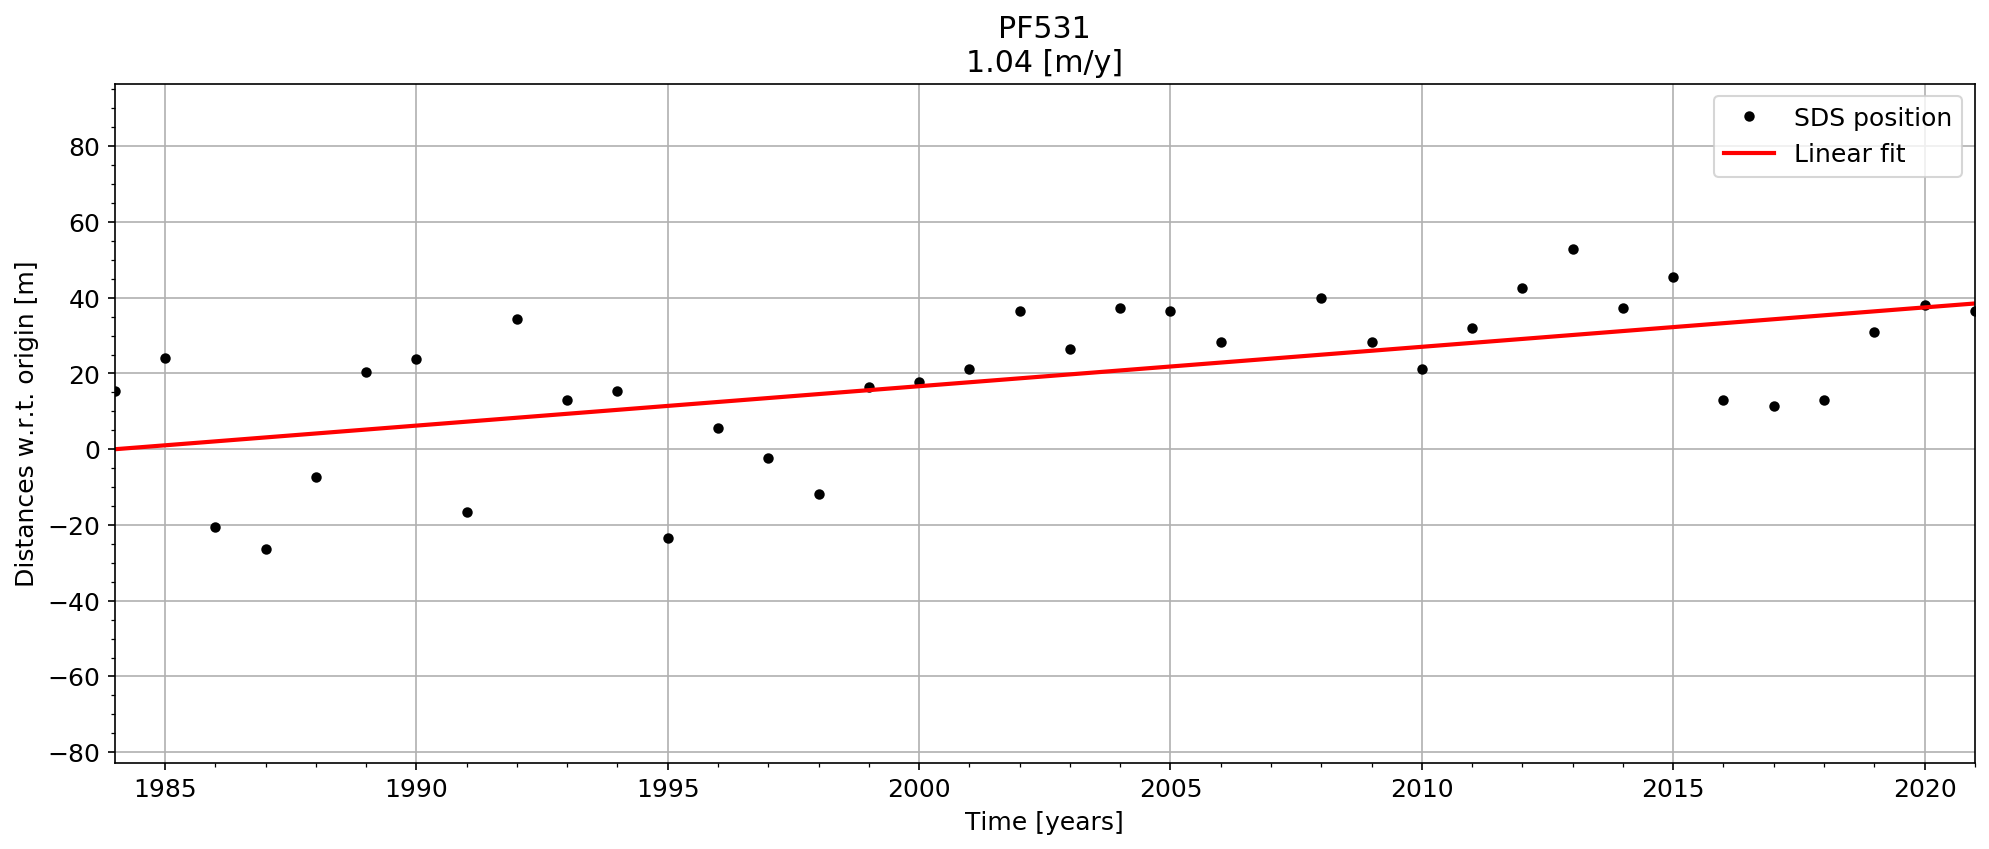 PF531
1.04 [m/y]
SDS position
Linear fit
Distances w.r.t. origin [m]
80
60
40
20
0
−20
−40
−60
−80
1985 1990 1995 2000 2005 2010 2015 2020
Time [years]